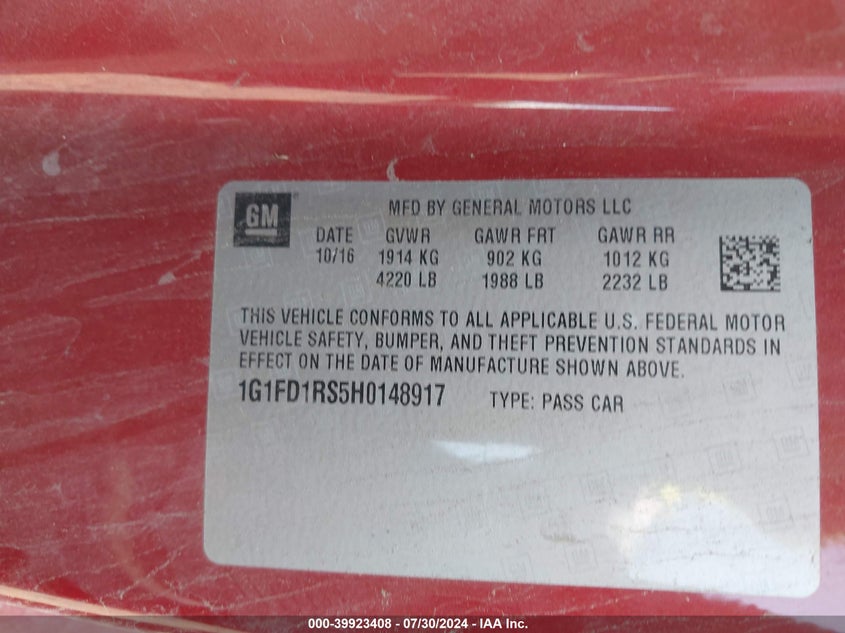 GM
MFD BY GENERAL MOTORS LLC
DATE GVWR GAWR FRT GAWR RR
10/16 1914 KG 902 KG 1012 KG
4220 LB 1988 LB 2232 LB
THIS VEHICLE CONFORMS TO ALL APPLICABLE U.S. FEDERAL MOTOR
VEHICLE SAFETY, BUMPER, AND THEFT PREVENTION STANDARDS IN
EFFECT ON THE DATE OF MANUFACTURE SHOWN ABOVE.
1G1FD1RS5H0148917 TYPE: PASS CAR
000-39923408 - 07/30/2024 - IAA Inc.